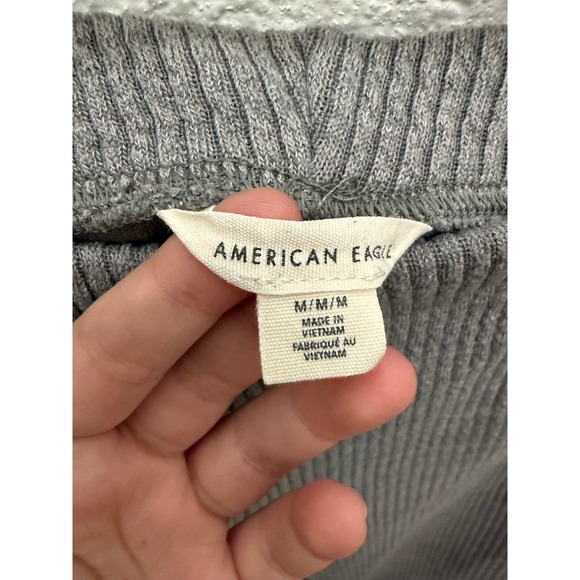 AMERICAN EAGLE
M/M/M
MADE IN
VIETNAM
FABRIQUÉ AU
VIETNAM